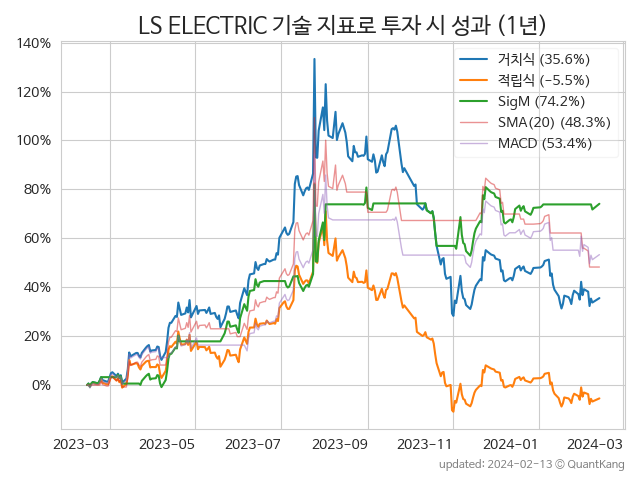 LS ELECTRIC 기술 지표로 투자 시 성과 (1년)
140%
120%
100%
80%
60%
40%
20%
0%
거치식 (35.6%)
적립식 (−5.5%)
SigM (74.2%)
SMA(20) (48.3%)
MACD (53.4%)
2023-03 2023-05 2023-07 2023-09 2023-11 2024-01 2024-03
updated: 2024-02-13 ⓒ QuantKang